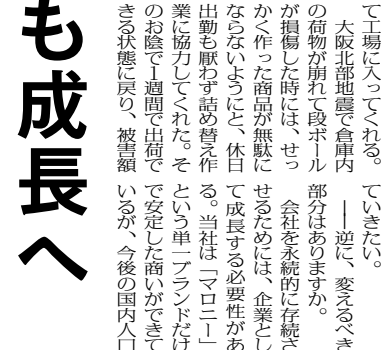 て工場に入ってくれる。
大阪北部地震で倉庫内
の荷物が崩れて段ボール
が損傷した時には、せっ
かく作った商品が無駄に
ならないようにと、休日
出勤も厭わず詰め替え作
業に協力してくれた。そ
のお陰で1週間で出荷で
きる状態に戻り、被害額
ていきたい。
──逆に、変えるべき
部分はありますか。
会社を永続的に存続さ
せるためには、企業とし
て成長する必要性があ
る。当社は「マロニー」
という単一ブランドだけ
で安定した商いができて
いるが、今後の国内人口
も成長へ